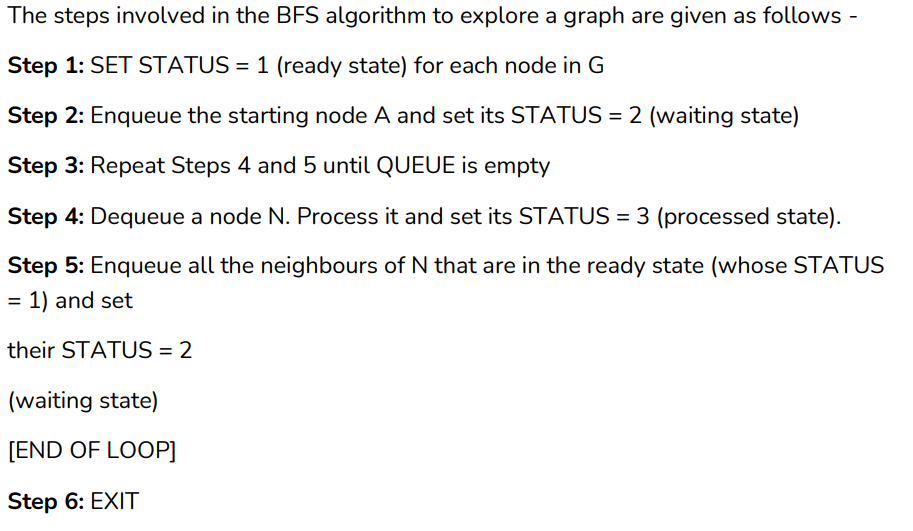 The steps involved in the BFS algorithm to explore a graph are given as follows -
Step 1: SET STATUS = 1 (ready state) for each node in G
Step 2: Enqueue the starting node A and set its STATUS = 2 (waiting state)
Step 3: Repeat Steps 4 and 5 until QUEUE is empty
Step 4: Dequeue a node N. Process it and set its STATUS = 3 (processed state).
Step 5: Enqueue all the neighbours of N that are in the ready state (whose STATUS
= 1) and set
their STATUS = 2
(waiting state)
[END OF LOOP]
Step 6: EXIT